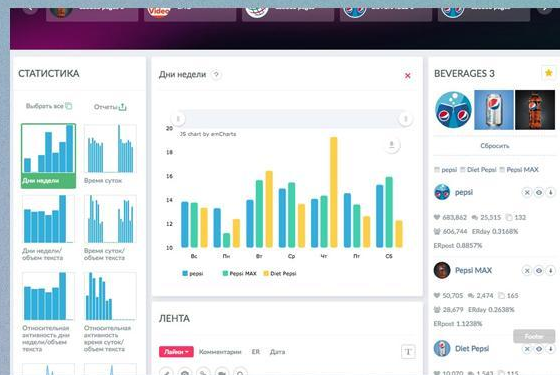 Video
СТАТИСТИКА
Выбрать все
Отчеты
Дни недели
Время суток
Дни недели/
объем текста
Время суток/
объем текста
Относительная
активность дни
недели/объем
текста
Относительная
активность
время суток/
объем текста
Дни недели
?
JS chart by amCharts
20
18
16
14
12
10
Вс
Пн
Вт
Ср
Чт
Пт
Сб
pepsi
Pepsi MAX
Diet Pepsi
ЛЕНТА
Лайки
Комментарии
ER
Дата
T
BEVERAGES 3
Сбросить
pepsi
Diet Pepsi
Pepsi MAX
pepsi
683,862
25,515
132
606,744
ERday 0.3168%
ERpost 0.8857%
Pepsi MAX
50,705
2,474
165
28,679
ERday 0.2638%
ERpost 1.1238%
Footer
Diet Pepsi